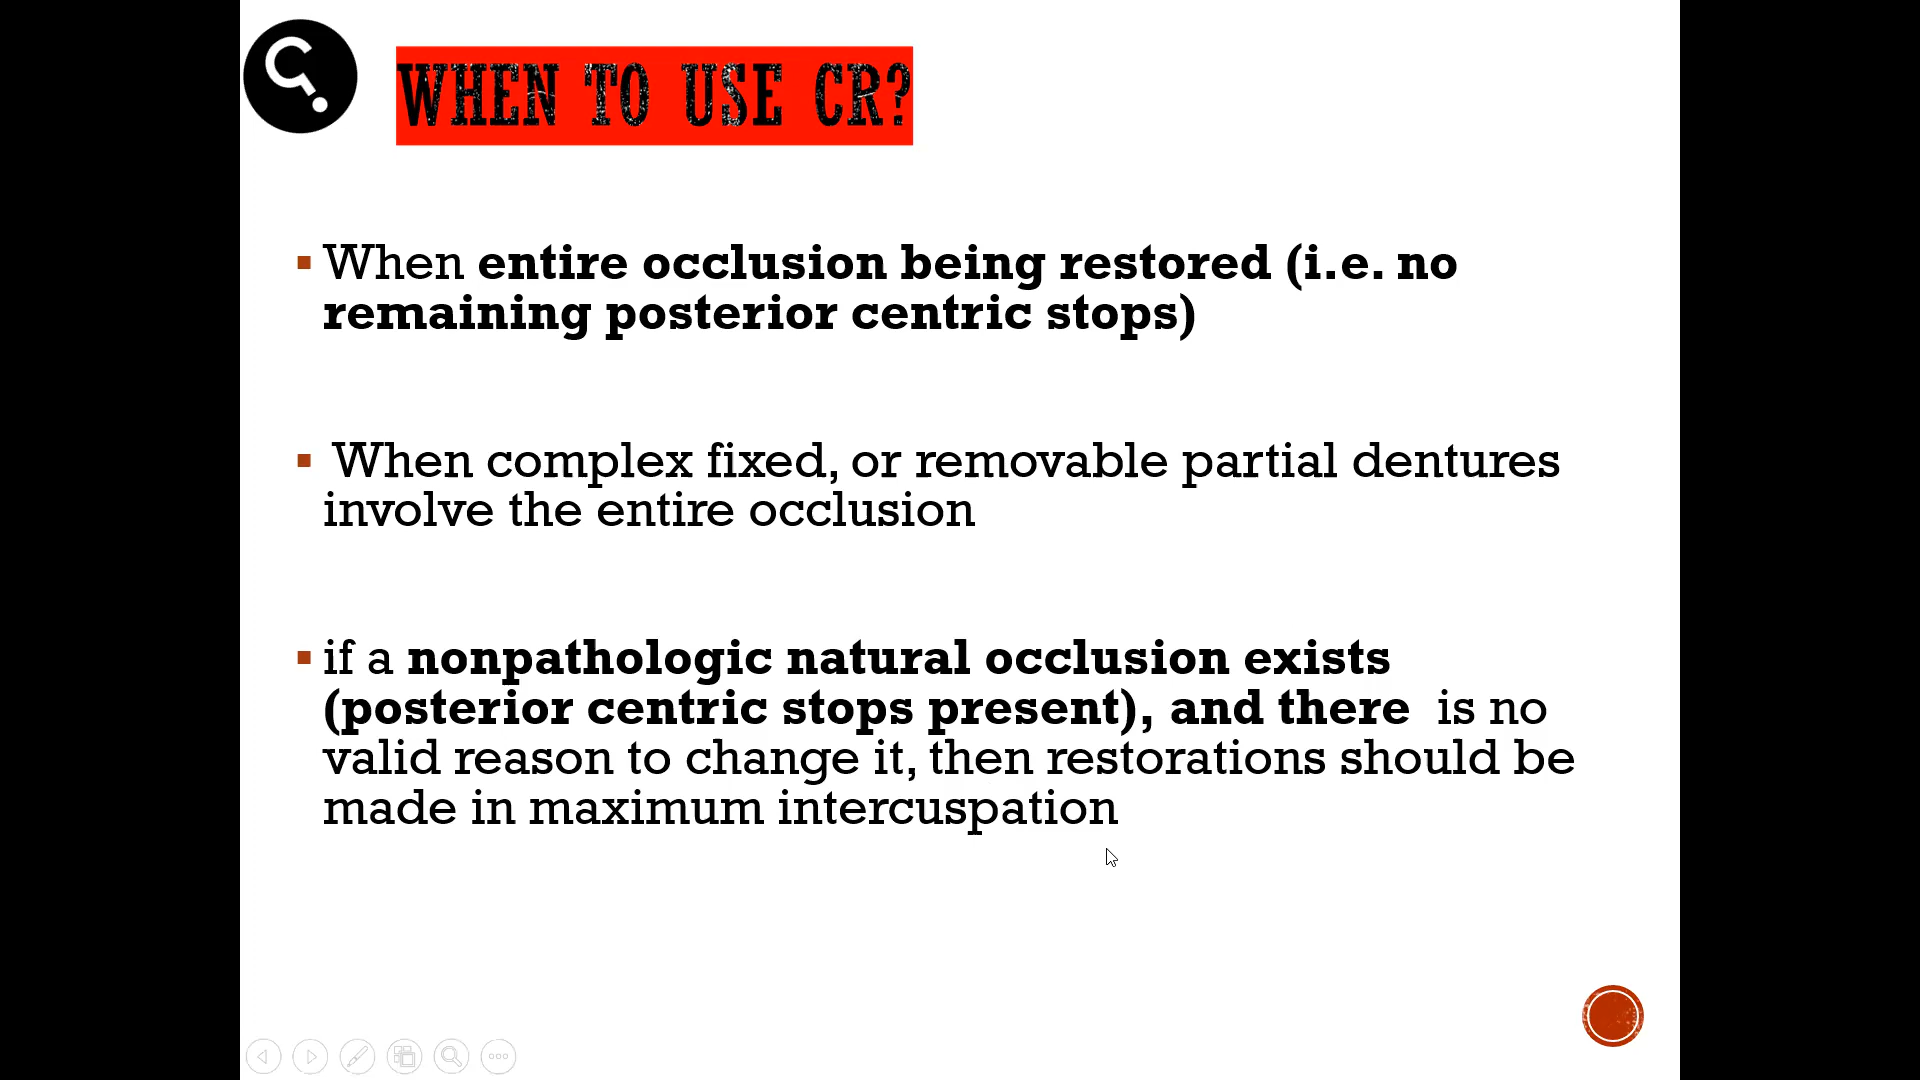 WHEN TO USE CR?
When entire occlusion being restored (i.e. no
remaining posterior centric stops)
When complex fixed, or removable partial dentures
involve the entire occlusion
if a nonpathologic natural occlusion exists
(posterior centric stops present), and there is no
valid reason to change it, then restorations should be
made in maximum intercuspation